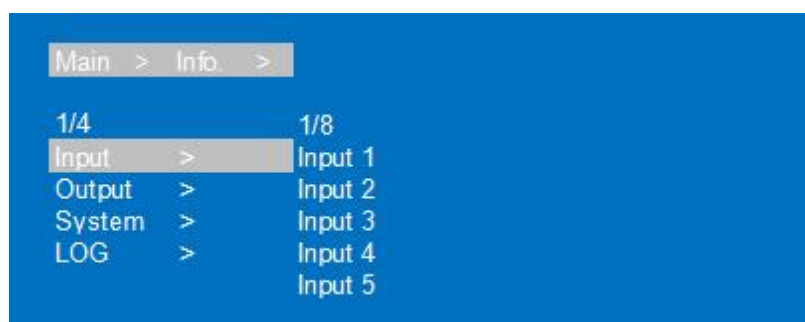 Main > Info. >
1/4 1/8
Input > Input 1
Output > Input 2
System > Input 3
LOG > Input 4
Input 5